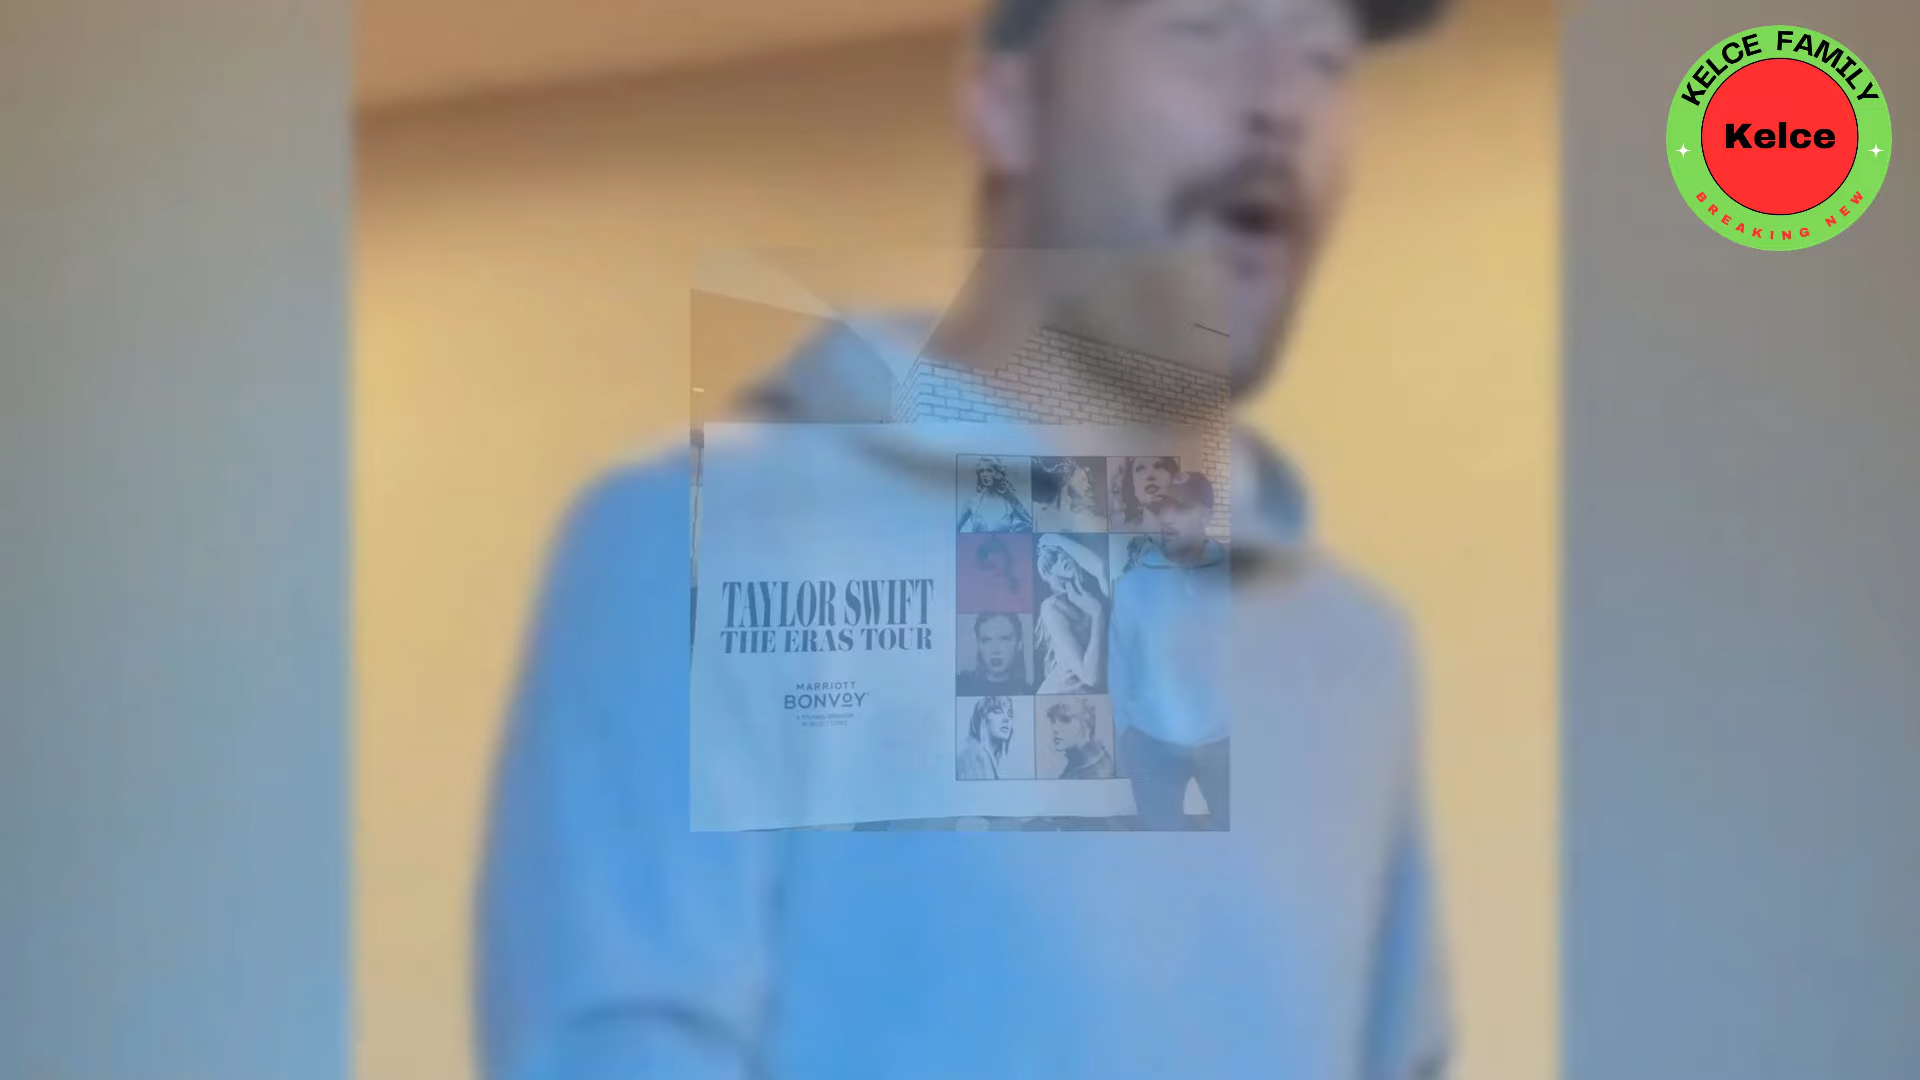 KELCE FAMILY
Kelce
BREAKING NEW
TAYLOR SWIFT
THE ERAS TOUR
MARRIOTT
BONVOY